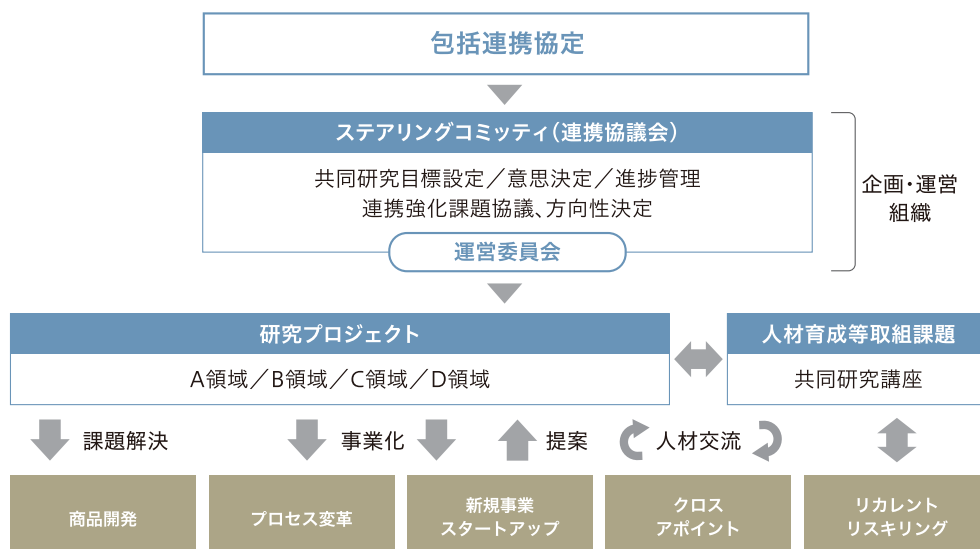 包括連携協定
ステアリングコミッティ（連携協議会）
共同研究目標設定／意思決定／進捗管理
連携強化課題協議、方向性決定
運営委員会
企画・運営
組織
研究プロジェクト
A領域／B領域／C領域／D領域
人材育成等取組課題
共同研究講座
課題解決
事業化
提案
人材交流
商品開発
プロセス変革
新規事業
スタートアップ
クロス
アポイント
リカレント
リスキリング